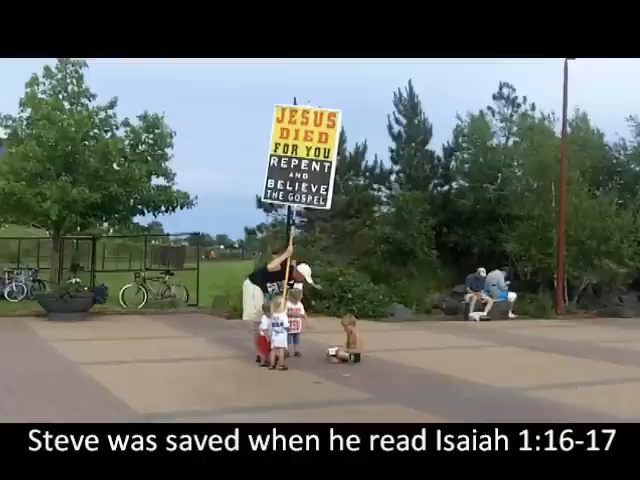 JESUS
DIED
FOR YOU
REPENT
AND
BELIEVE
THE GOSPEL
Steve was saved when he read Isaiah 1:16-17